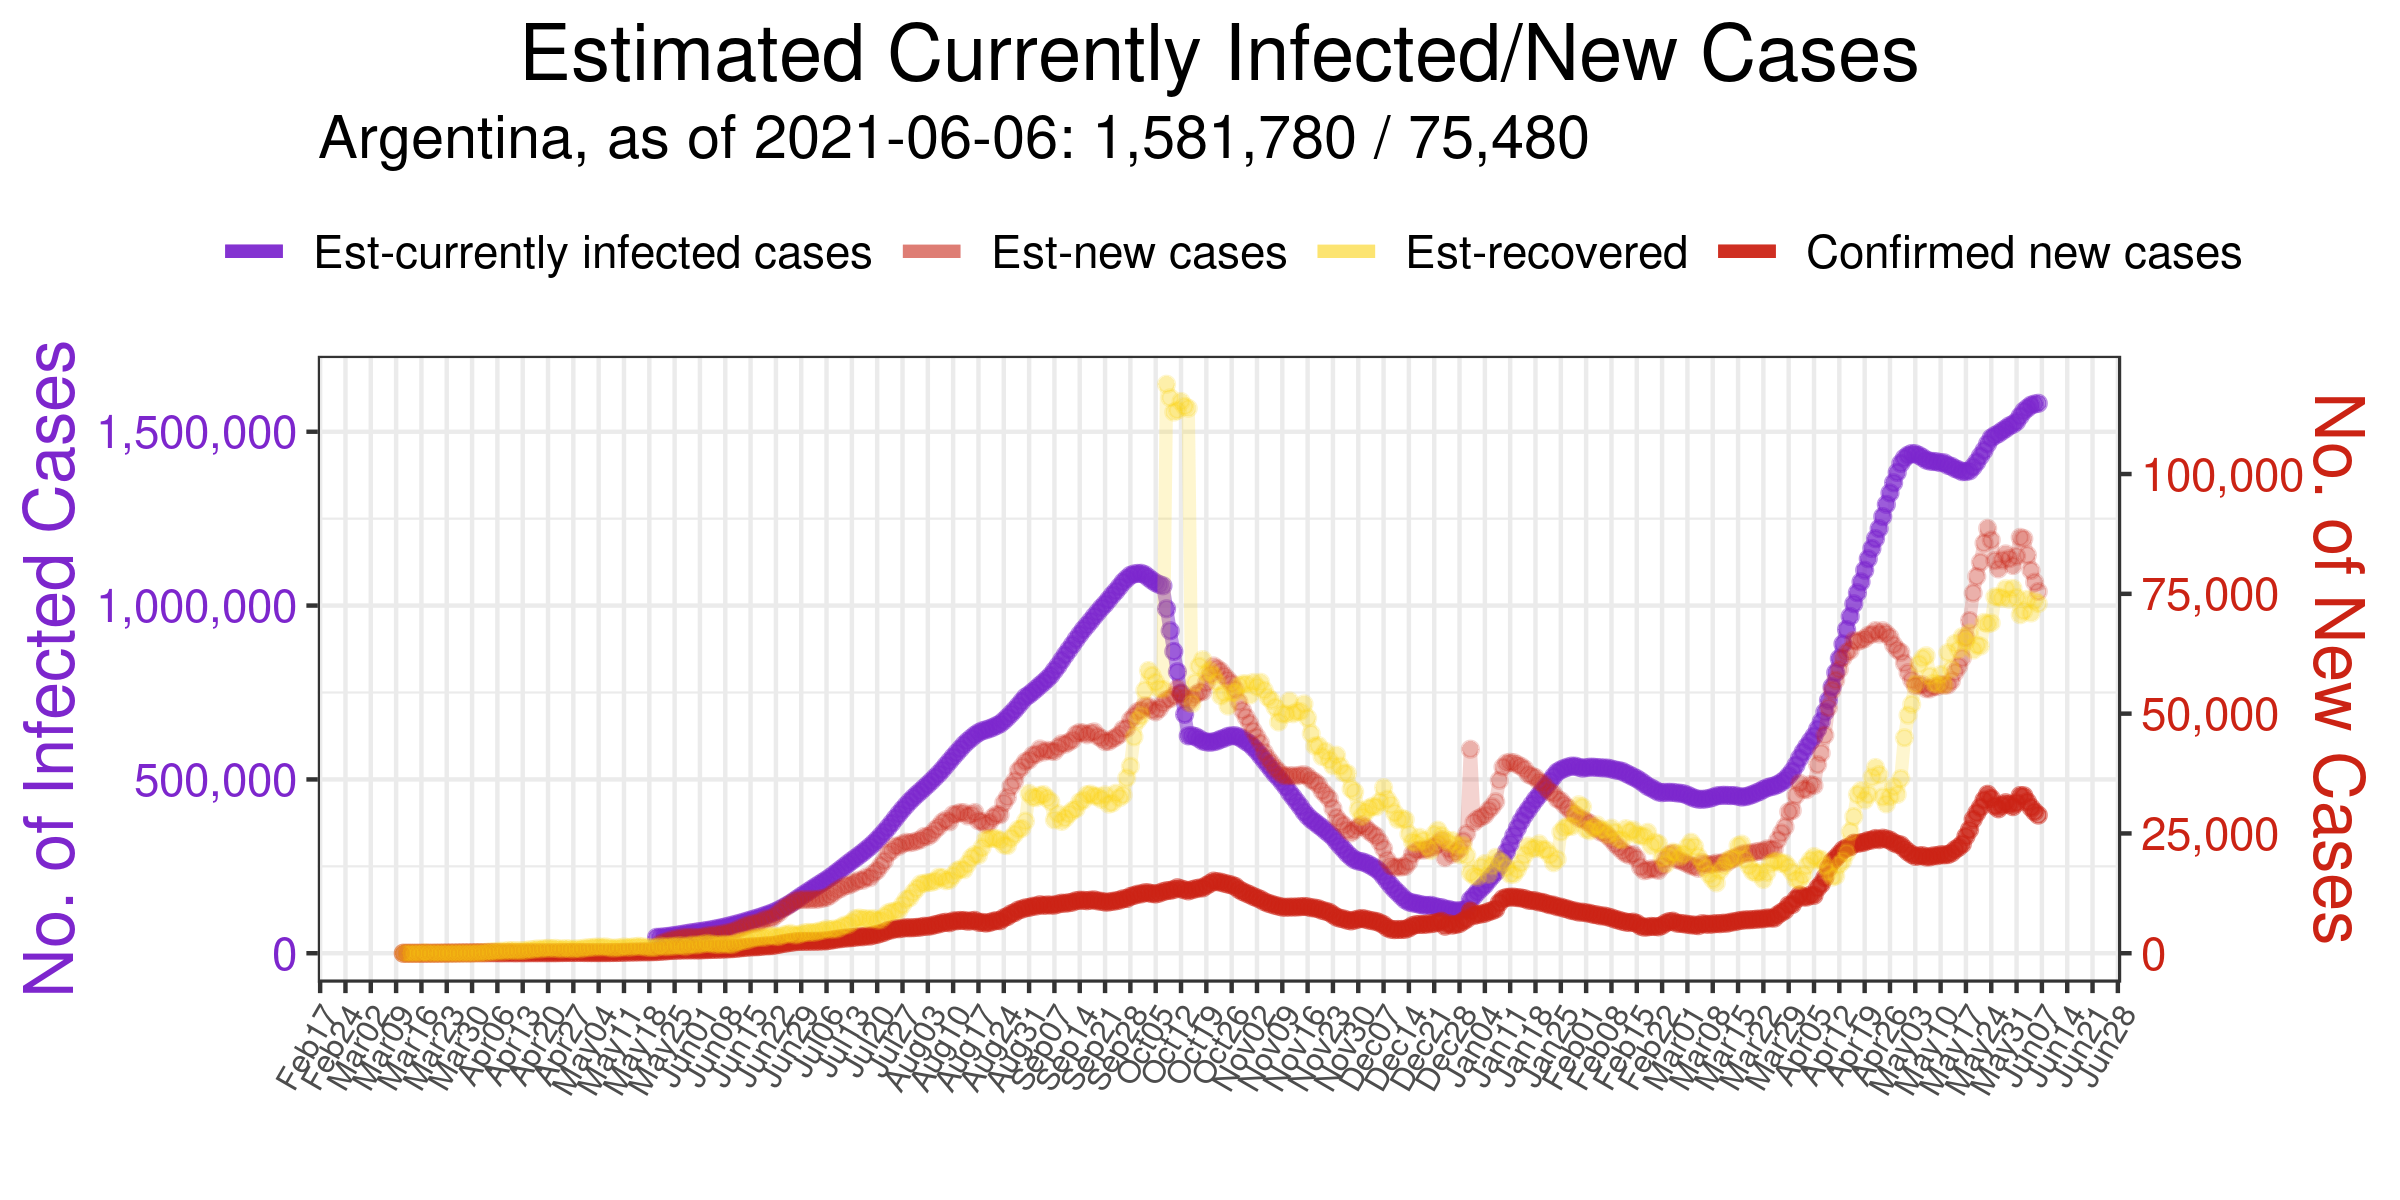 Estimated Currently Infected/New Cases
Argentina, as of 2021-06-06: 1,581,780 / 75,480
Est-currently infected cases
Est-new cases
Est-recovered
Confirmed new cases
No. of Infected Cases
1,500,000
1,000,000
500,000
0
100,000
75,000
50,000
25,000
0
No. of New Cases
Feb17
Feb24
Mar02
Mar09
Mar16
Mar23
Mar30
Apr06
Apr13
Apr20
Apr27
May04
May11
May18
May25
Jun01
Jun08
Jun15
Jun22
Jun29
Jul06
Jul13
Jul20
Jul27
Aug03
Aug10
Aug17
Aug24
Aug31
Sep07
Sep14
Sep21
Sep28
Oct05
Oct12
Oct19
Oct26
Nov02
Nov09
Nov16
Nov23
Nov30
Dec07
Dec14
Dec21
Dec28
Jan04
Jan11
Jan18
Jan25
Feb01
Feb08
Feb15
Feb22
Mar01
Mar08
Mar15
Mar22
Mar29
Apr05
Apr12
Apr19
Apr26
May03
May10
May17
May24
May31
Jun07
Jun14
Jun21
Jun28